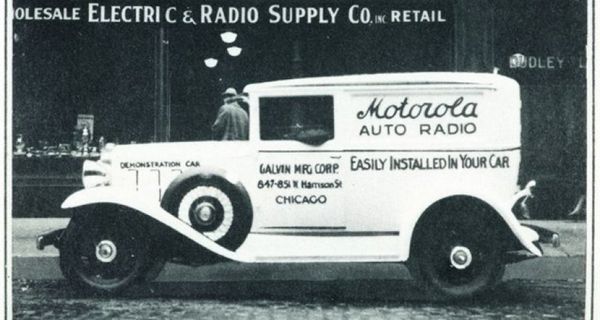 OLESALE ELECTRIC & RADIO SUPPLY CO. INC RETAIL
DUDLEY
Motorola
AUTO RADIO
DEMONSTRATION CAR
GALVIN MFG CORP.
EASILY INSTALLED IN YOUR CAR
847-851 W Harrison St
CHICAGO